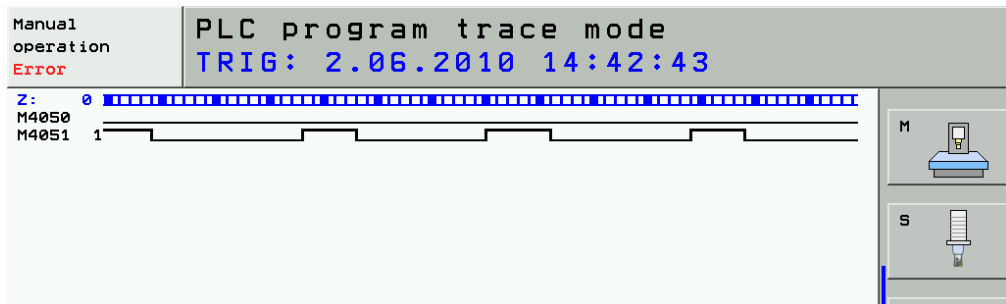 Manual
operation
Error
PLC program trace mode
TRIG: 2.06.2010 14:42:43
Z: 0
M4050
M4051 1
M
S